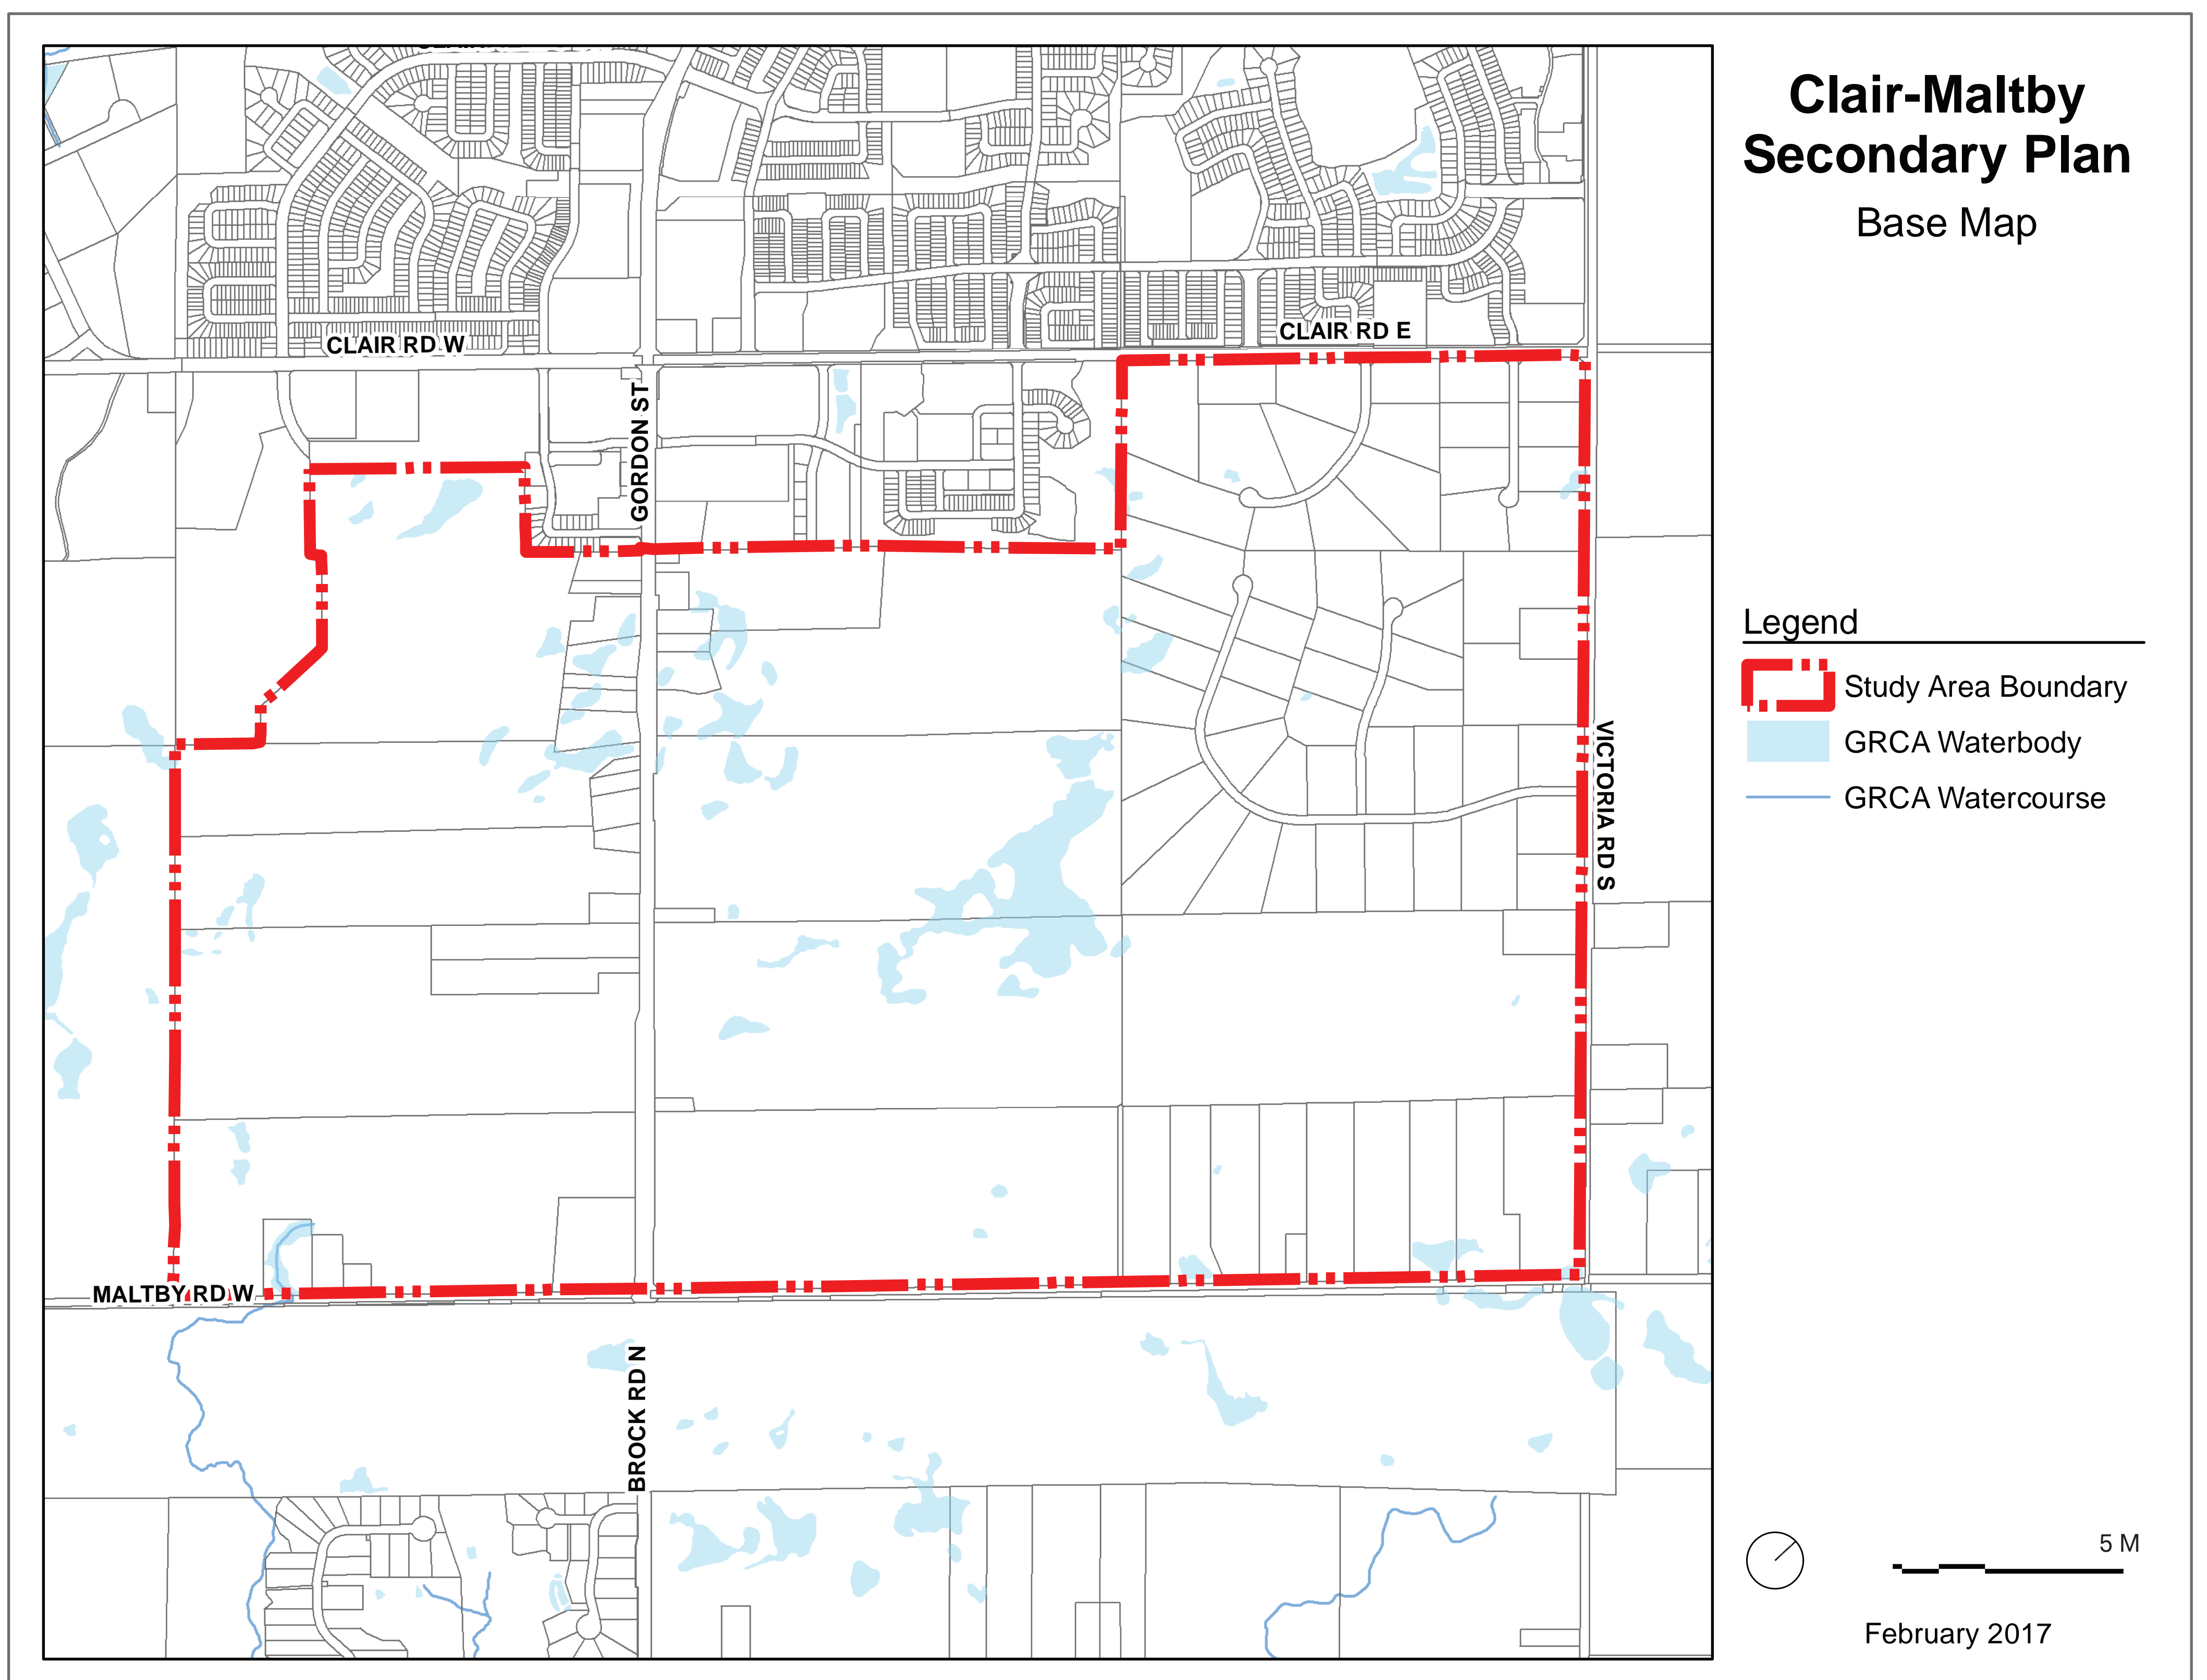 Clair-Maltby
Secondary Plan
Base Map
CLAIR RD W
CLAIR RD E
GORDON ST
VICTORIA RD S
MALTBY RD W
BROCK RD N
Legend
Study Area Boundary
GRCA Waterbody
GRCA Watercourse
5 M
February 2017